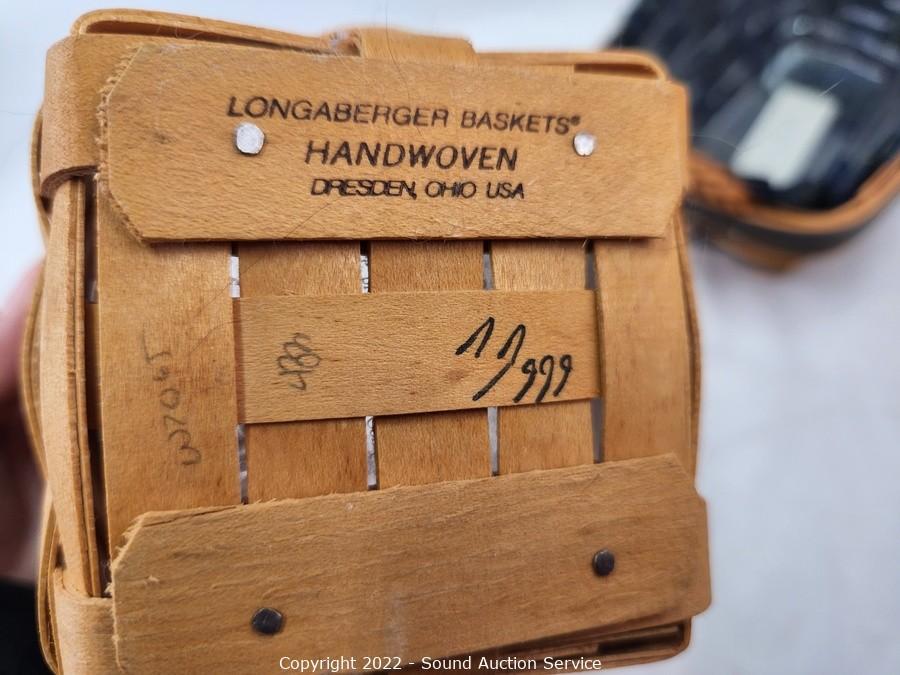 LONGABERGER BASKETS®
HANDWOVEN
DRESDEN, OHIO USA
1999
Copyright 2022 - Sound Auction Service